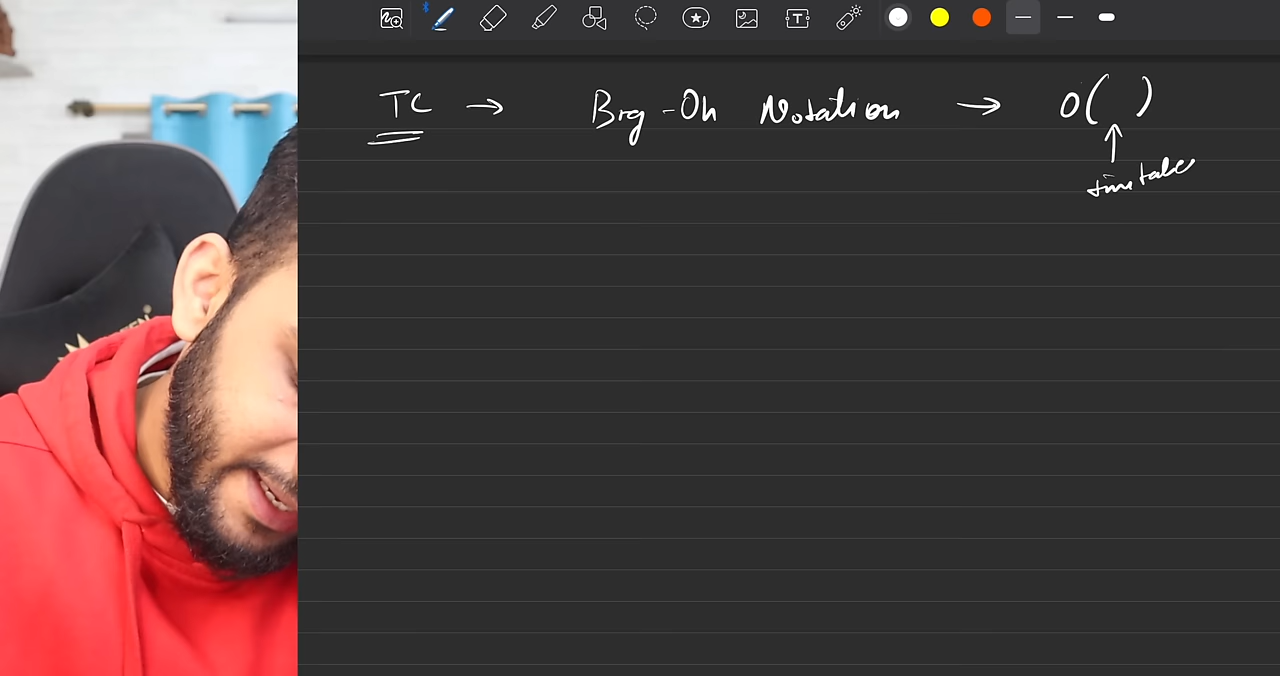 TC → Big-Oh Notation → O( )
↑
time taken